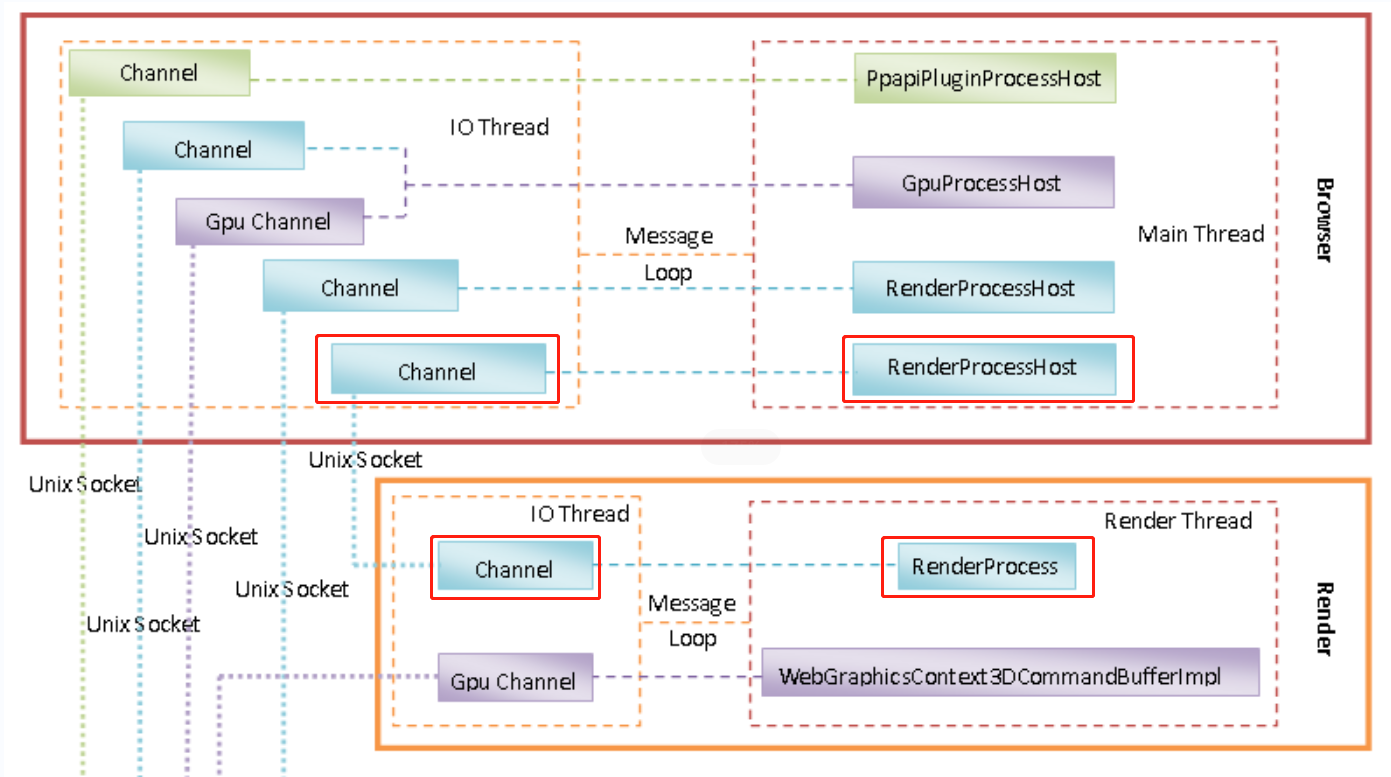 Channel
PpapiPluginProcessHost
IO Thread
Channel
GpuProcessHost
Browser
Gpu Channel
Message
Loop
Main Thread
Channel
RenderProcessHost
Channel
RenderProcessHost
Unix Socket
Unix Socket
Unix Socket
Unix Socket
Unix Socket
IO Thread
Render Thread
Channel
RenderProcess
Message
Loop
Render
Gpu Channel
WebGraphicsContext3DCommandBufferImpl